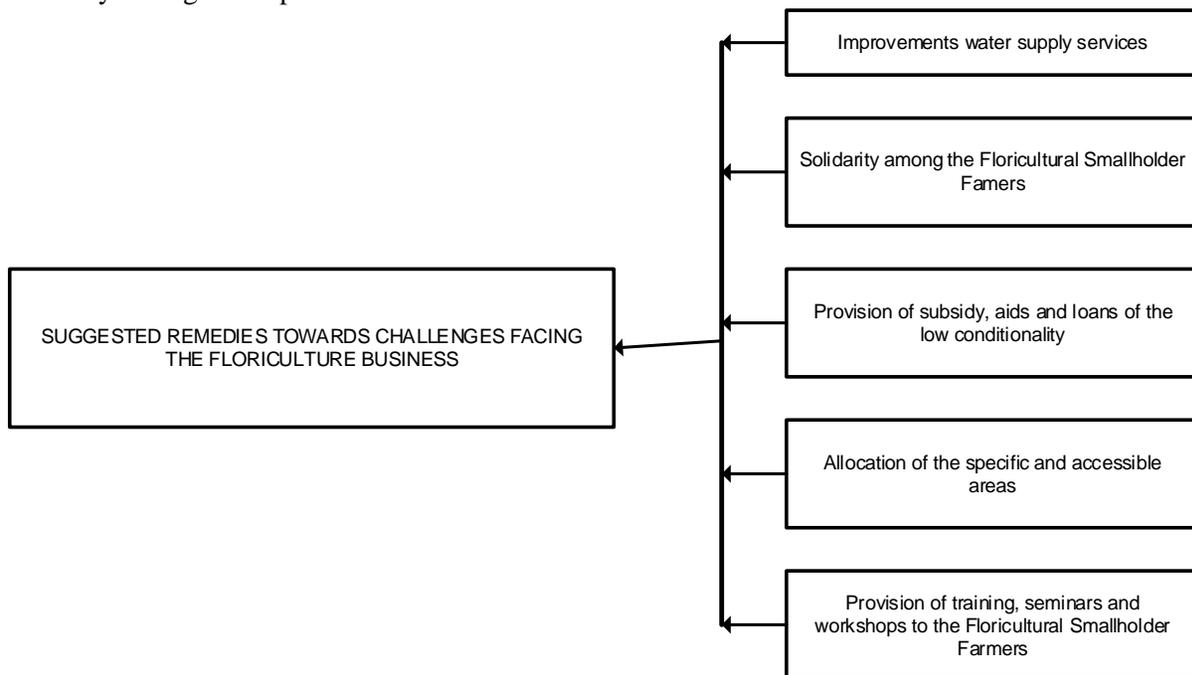 Improvements water supply services
Solidarity among the Floricultural Smallholder
Famers
SUGGESTED REMEDIES TOWARDS CHALLENGES FACING
THE FLORICULTURE BUSINESS
Provision of subsidy, aids and loans of the
low conditionality
Allocation of the specific and accessible
areas
Provision of training, seminars and
workshops to the Floricultural Smallholder
Farmers